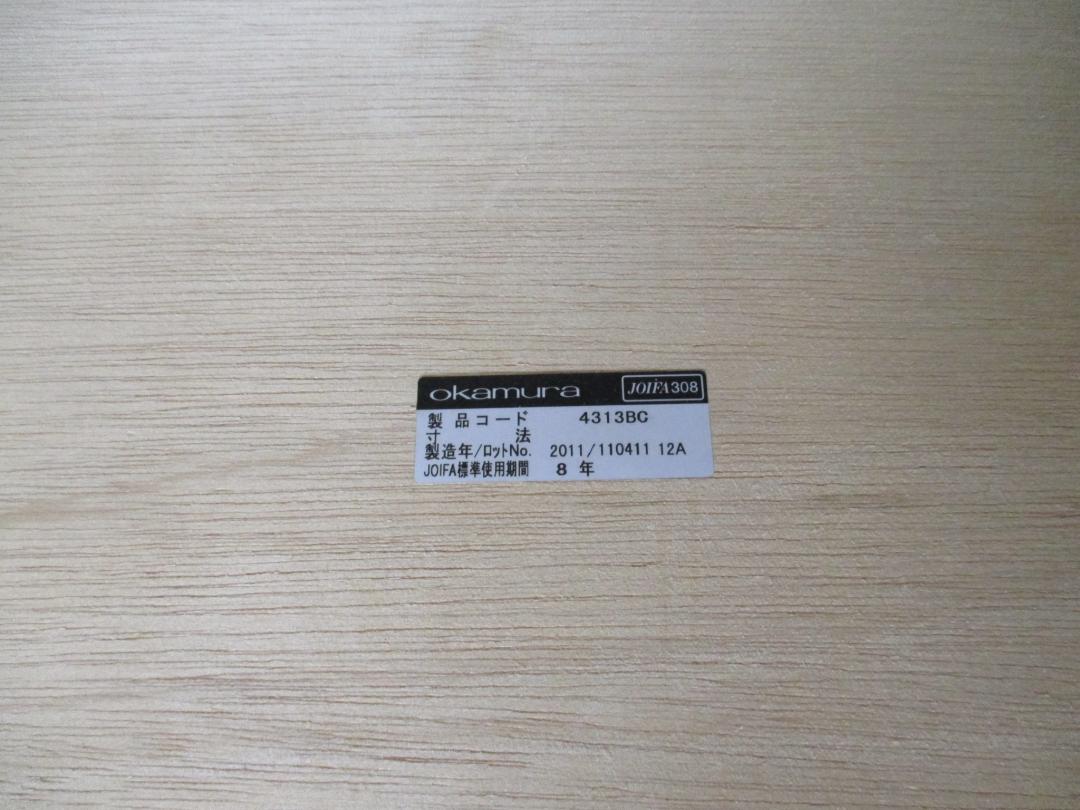 okamura JOIFA308
製品コード 4313BC
寸法
製造年/ロットNo. 2011/110411 12A
JOIFA標準使用期間 8 年